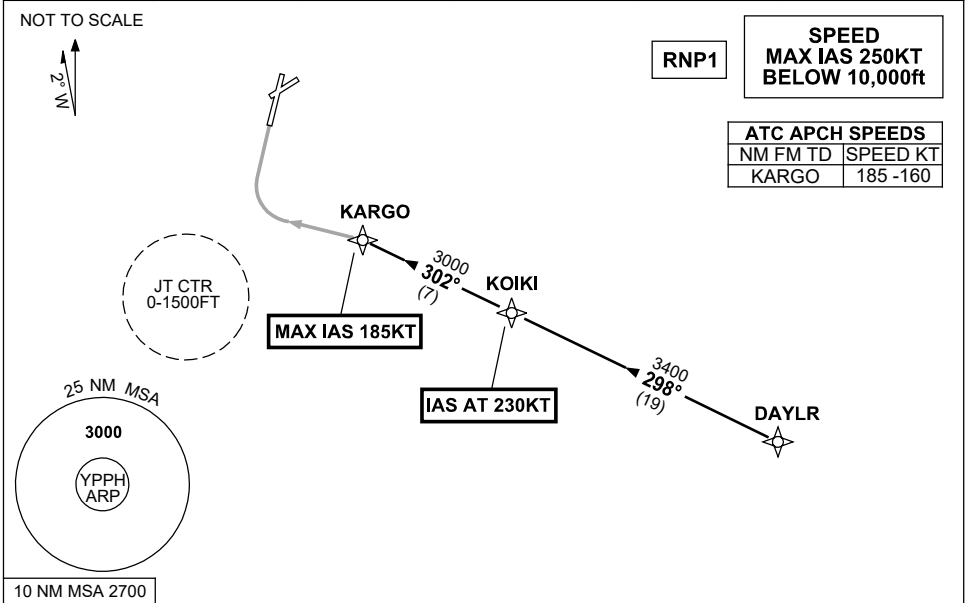 NOT TO SCALE
2° W
RNP1
SPEED
MAX IAS 250KT
BELOW 10,000ft
ATC APCH SPEEDS
NM FM TD SPEED KT
KARGO 185 -160
KARGO
3000
302°
(7)
KOIKI
JT CTR
0-1500FT
MAX IAS 185KT
3400
298°
(19)
IAS AT 230KT
DAYLR
25 NM MSA
3000
YPPH
ARP
10 NM MSA 2700